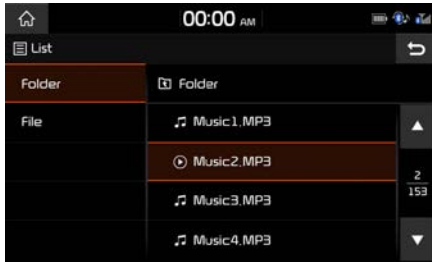 00:00 AM
List
Folder
File
Folder
Music1.MP3
Music2.MP3
Music3.MP3
Music4.MP3
2
153